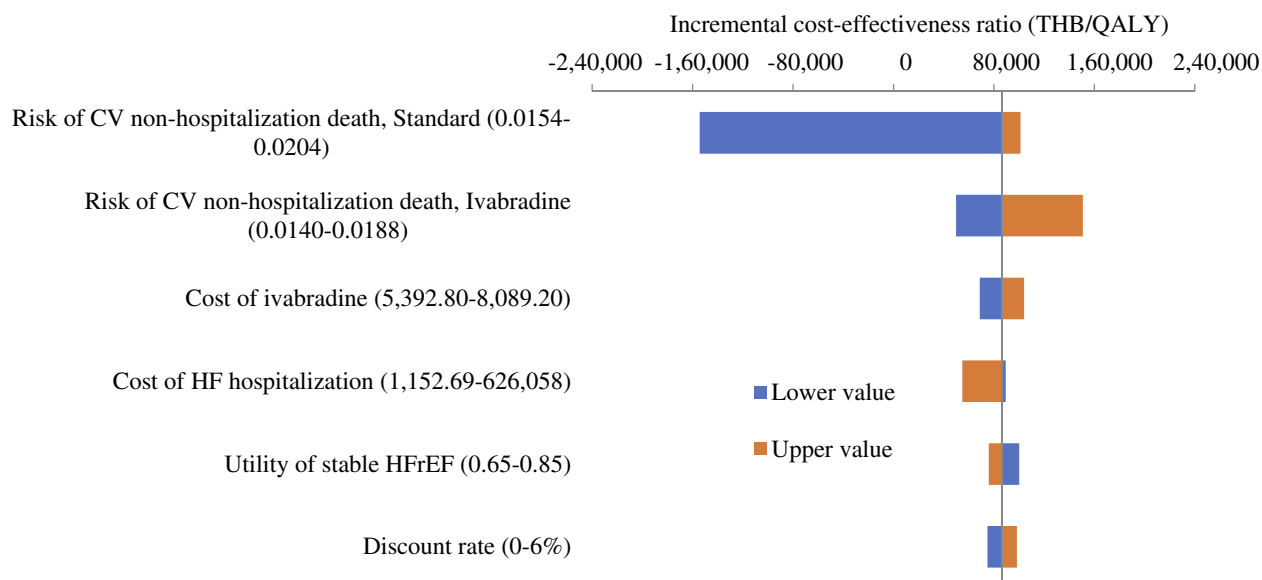 Incremental cost-effectiveness ratio (THB/QALY)
-2,40,000 -1,60,000 -80,000 0 80,000 1,60,000 2,40,000
Risk of CV non-hospitalization death, Standard (0.0154-
0.0204)
Risk of CV non-hospitalization death, Ivabradine
(0.0140-0.0188)
Cost of ivabradine (5,392.80-8,089.20)
Cost of HF hospitalization (1,152.69-626,058)
Lower value
Upper value
Utility of stable HFrEF (0.65-0.85)
Discount rate (0-6%)